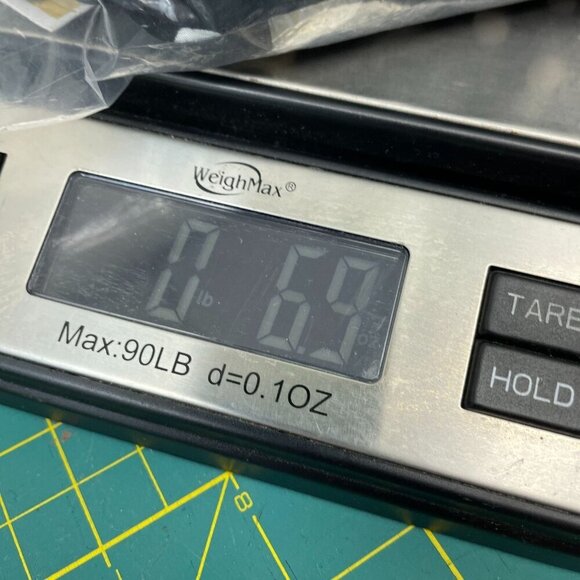 WeighMax®
0 lb 6.9 oz
Max:90LB d=0.1OZ
TARE
HOLD
8